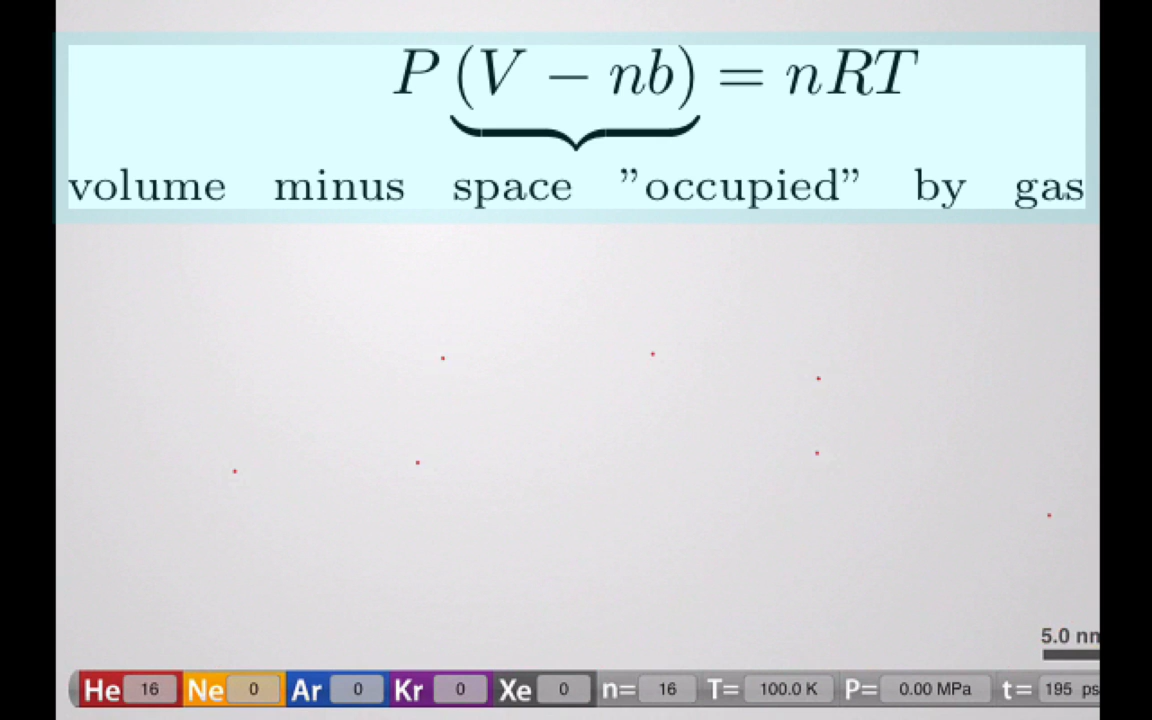 P(V − nb) = nRT
volume minus space ”occupied” by gas
5.0 nm
He 16 Ne 0 Ar 0 Kr 0 Xe 0 n= 16 T= 100.0 K P= 0.00 MPa t= 195 ps